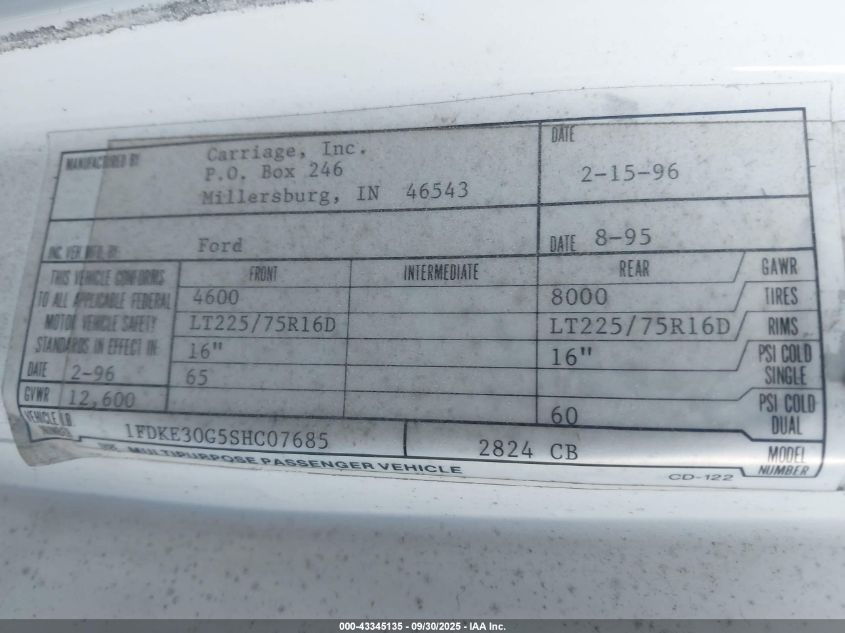 MANUFACTURED BY Carriage, Inc. DATE
P.O. Box 246 2-15-96
Millersburg, IN 46543
INC. VEH. MFD. BY Ford DATE 8-95
THIS VEHICLE CONFORMS FRONT INTERMEDIATE REAR GAWR
TO ALL APPLICABLE FEDERAL 4600 8000 TIRES
MOTOR VEHICLE SAFETY LT225/75R16D LT225/75R16D RIMS
STANDARDS IN EFFECT IN: 16" 16" PSI COLD SINGLE
DATE 2-96 65
GVWR 12,600 60 PSI COLD DUAL
VEHICLE I.D. NUMBER 1FDKE30G5SHC07685 2824 CB MODEL NUMBER
MULTIPURPOSE PASSENGER VEHICLE CD-122
000-43345135 - 09/30/2025 - IAA Inc.